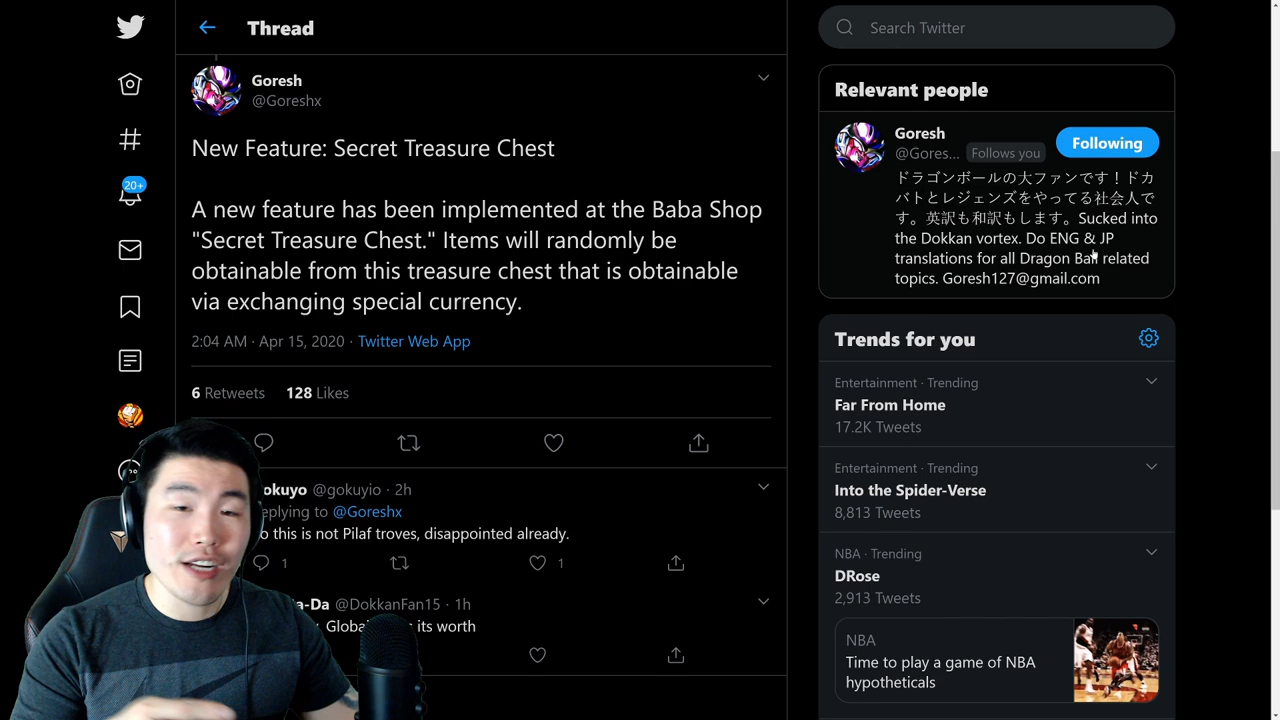 Thread
Goresh
@Goreshx
New Feature: Secret Treasure Chest
A new feature has been implemented at the Baba Shop
"Secret Treasure Chest." Items will randomly be
obtainable from this treasure chest that is obtainable
via exchanging special currency.
2:04 AM · Apr 15, 2020 · Twitter Web App
6 Retweets 128 Likes
@gokuyio · 2h
@Goreshx
this is not Pilaf troves, disappointed already.
1 1
@DokkanFan15 · 1h
its worth
20+
Search Twitter
Relevant people
Goresh
@Gores... Follows you
Following
ドラゴンボールの大ファンです！ドカ
バトとレジェンズをやってる社会人で
す。英訳も和訳もします。Sucked into
the Dokkan vortex. Do ENG & JP
translations for all Dragon Ball related
topics. Goresh127@gmail.com
Trends for you
Entertainment · Trending
Far From Home
17.2K Tweets
Entertainment · Trending
Into the Spider-Verse
8,813 Tweets
NBA · Trending
DRose
2,913 Tweets
NBA
Time to play a game of NBA
hypotheticals